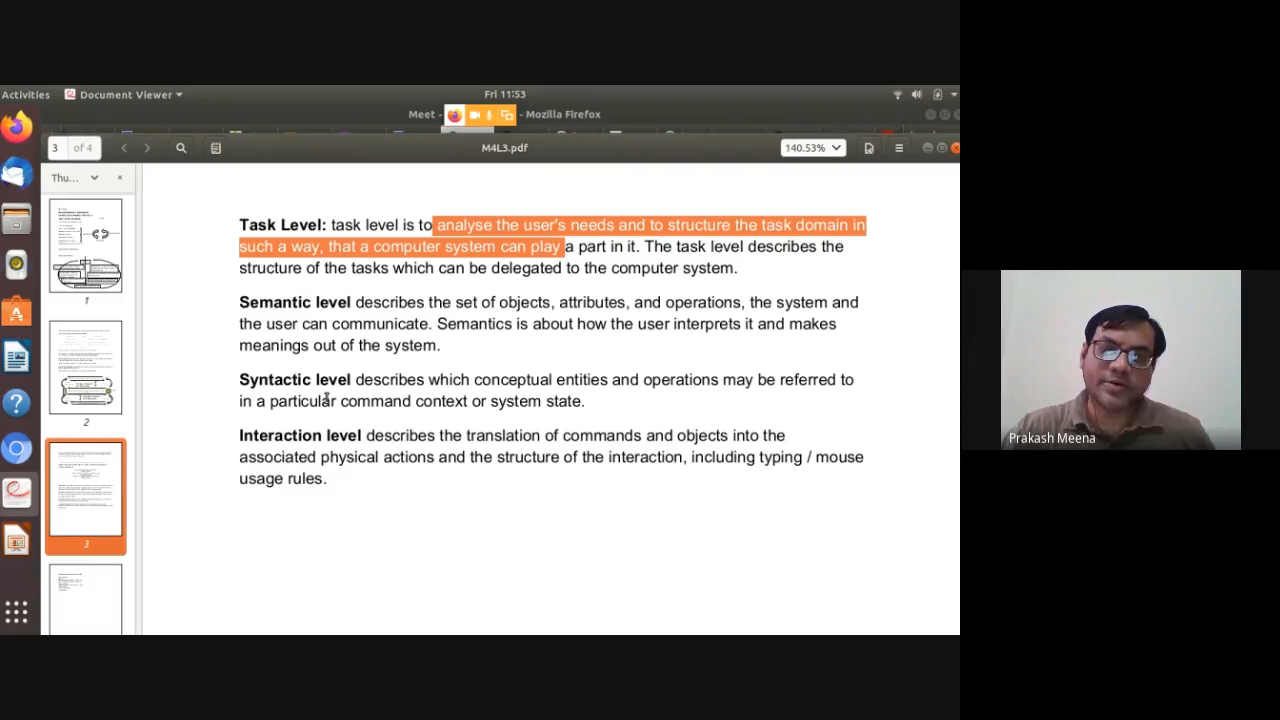 Activities
Document Viewer
Fri 11:53
Meet -
- Mozilla Firefox
3 of 4
M4L3.pdf
140.53%
Thu...
1
2
3
Task Level: task level is to analyse the user's needs and to structure the task domain in
such a way, that a computer system can play a part in it. The task level describes the
structure of the tasks which can be delegated to the computer system.
Semantic level describes the set of objects, attributes, and operations, the system and
the user can communicate. Semantics is about how the user interprets it and makes
meanings out of the system.
Syntactic level describes which conceptual entities and operations may be referred to
in a particular command context or system state.
Interaction level describes the translation of commands and objects into the
associated physical actions and the structure of the interaction, including typing / mouse
usage rules.
Prakash Meena